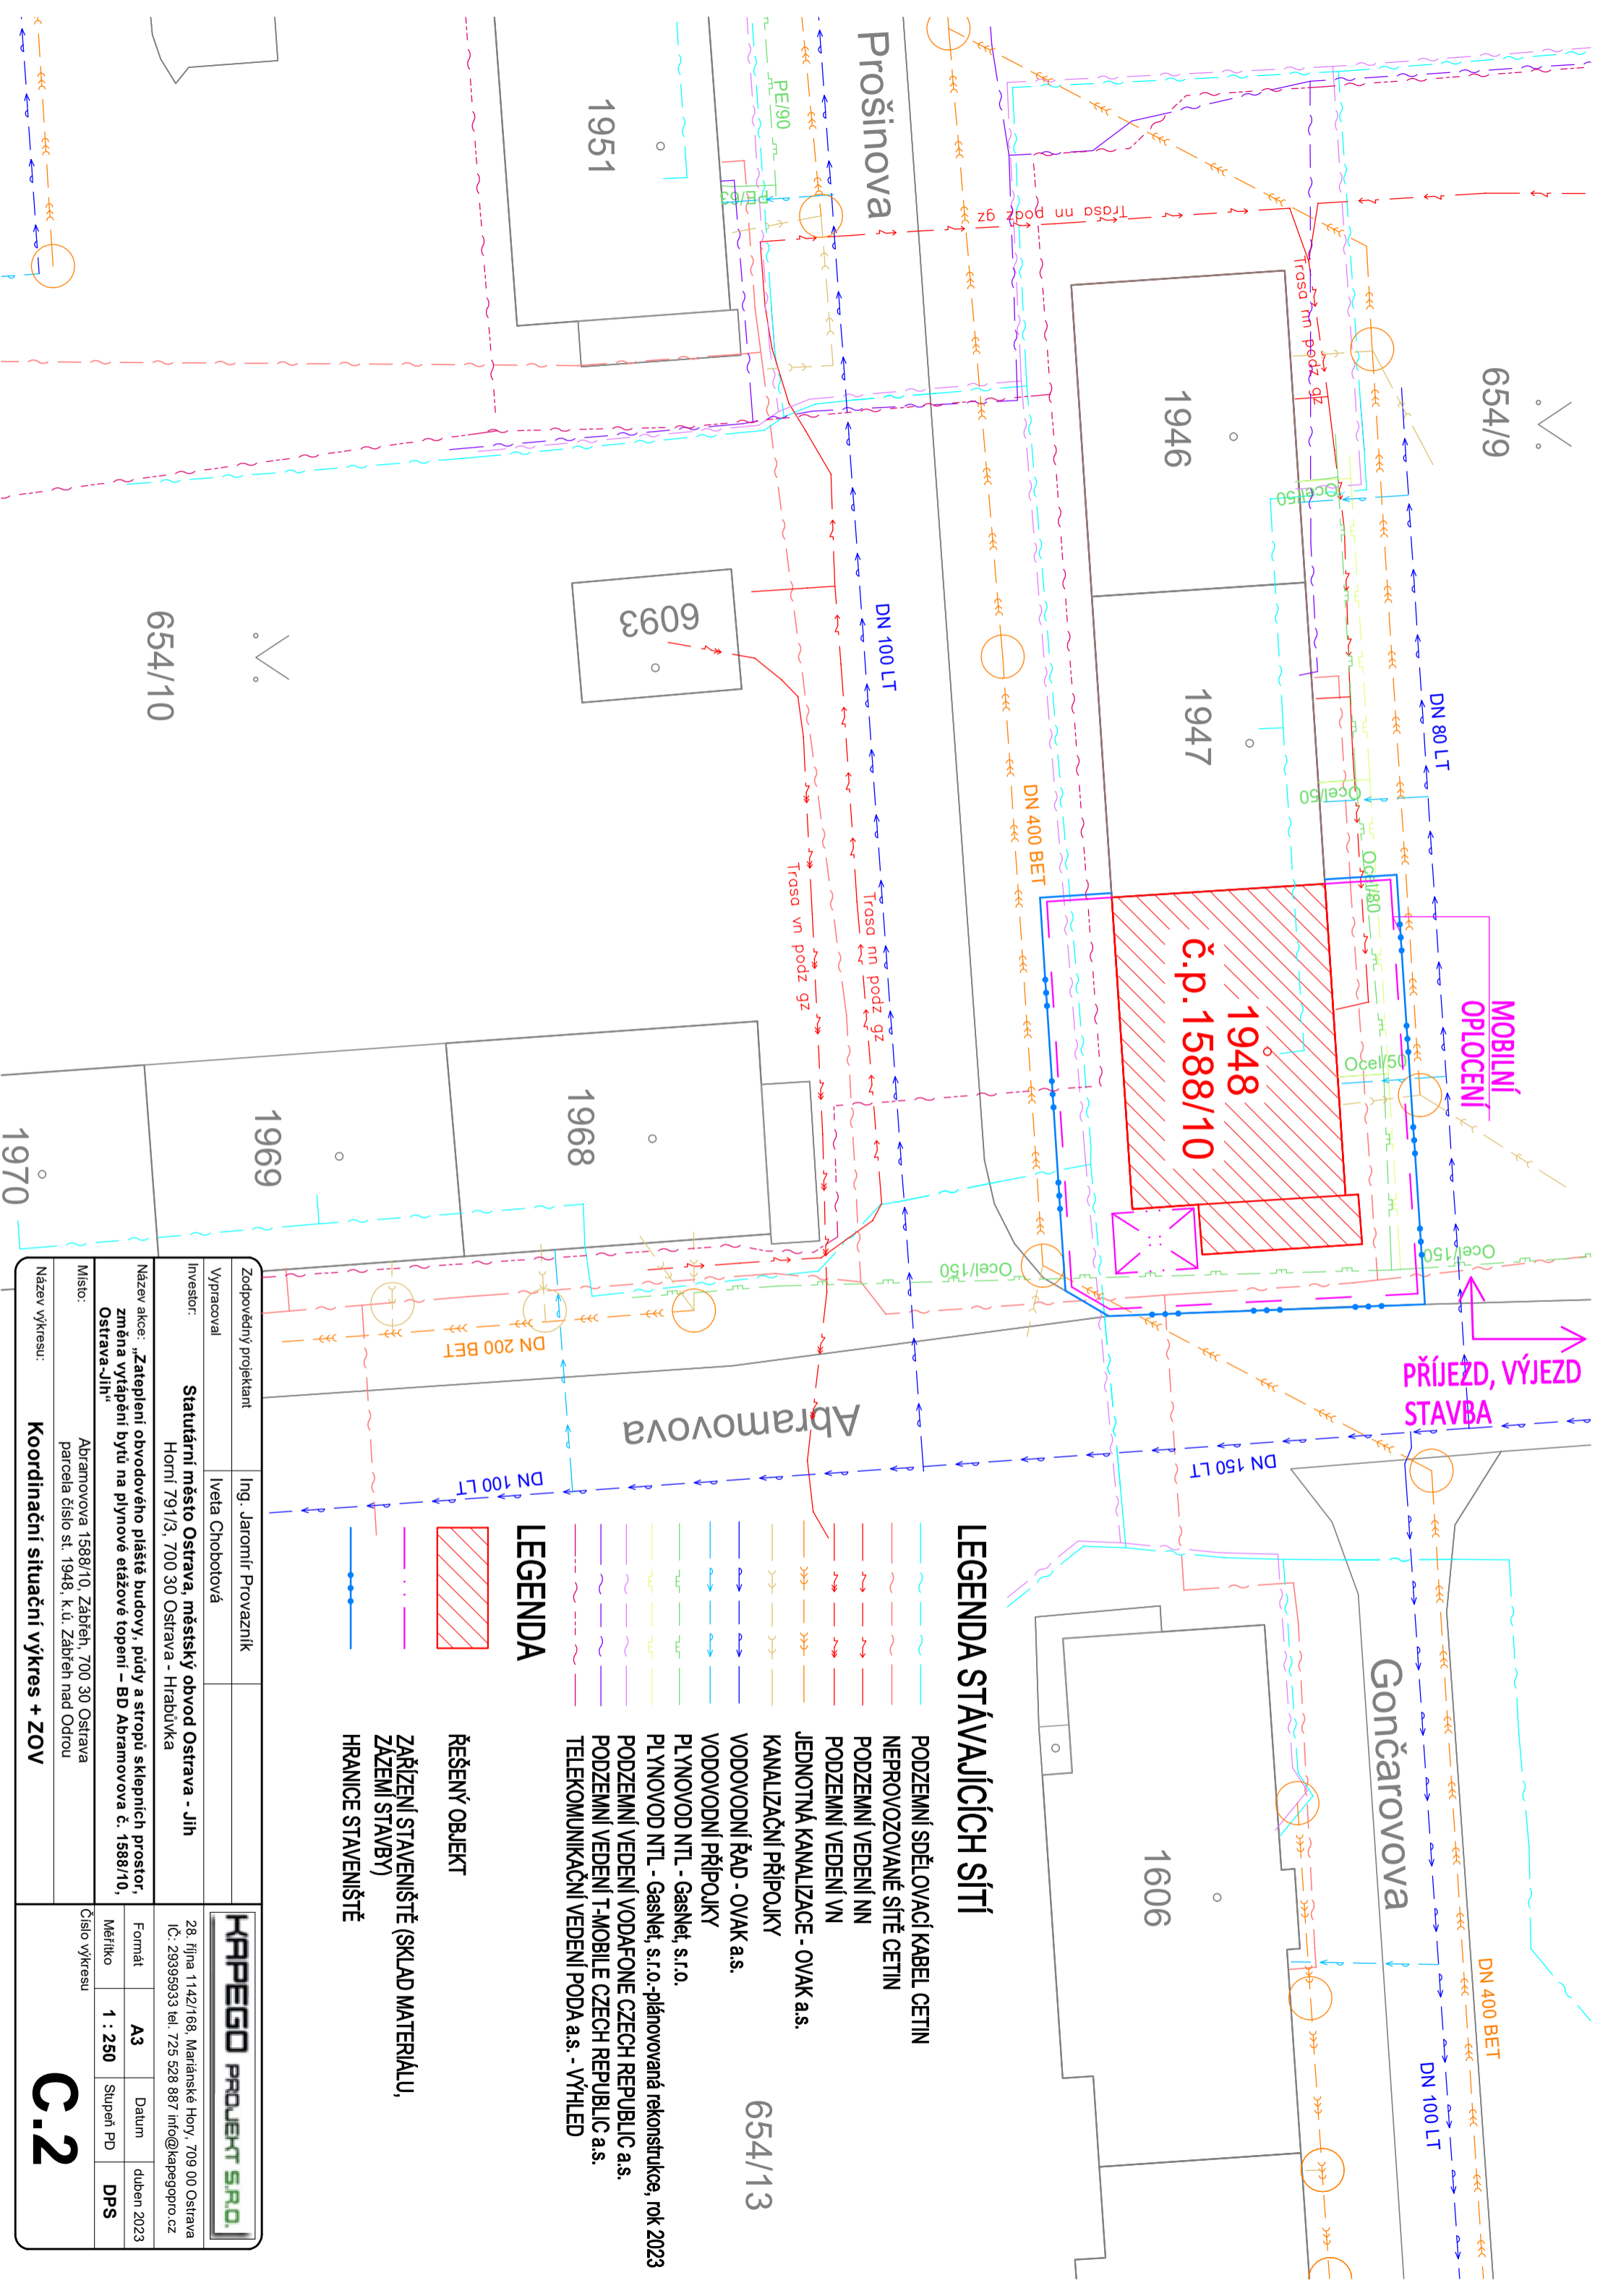 Prošinova
1951
PE/90
PE/63
Trasa nn podz gz
Trasa nn podz gz
654/9
1946
Ocel/50
1947
Ocel/50
Ocel/80
DN 80 LT
DN 100 LT
6093
654/10
DN 400 BET
Trasa nn podz gz
Trasa vn podz gz
1948
č.p. 1588/10
Ocel/50
MOBILNÍ
OPLOCENÍ
Ocel/150
Ocel/150
1968
1969
1970
DN 200 BET
Abramovova
DN 100 LT
DN 150 LT
PŘÍJEZD, VÝJEZD
STAVBA
Gončarovova
1606
DN 400 BET
DN 100 LT
654/13
LEGENDA STÁVAJÍCÍCH SÍTÍ
PODZEMNÍ SDĚLOVACÍ KABEL CETIN
NEPROVOZOVANÉ SÍTĚ CETIN
PODZEMNÍ VEDENÍ NN
PODZEMNÍ VEDENÍ VN
JEDNOTNÁ KANALIZACE - OVAK a.s.
KANALIZAČNÍ PŘÍPOJKY
VODOVODNÍ ŘAD - OVAK a.s.
VODOVODNÍ PŘÍPOJKY
PLYNOVOD NTL - GasNet, s.r.o.
PLYNOVOD NTL - GasNet, s.r.o.-plánovovaná rekonstrukce, rok 2023
PODZEMNÍ VEDENÍ VODAFONE CZECH REPUBLIC a.s.
PODZEMNÍ VEDENÍ T-MOBILE CZECH REPUBLIC a.s.
TELEKOMUNIKAČNÍ VEDENÍ PODA a.s. - VÝHLED
LEGENDA
ŘEŠENÝ OBJEKT
ZAŘÍZENÍ STAVENIŠTĚ (SKLAD MATERIÁLU,
ZÁZEMÍ STAVBY)
HRANICE STAVENIŠTĚ
Zodpovědný projektant Ing. Jaromír Provazník
Vypracoval Iveta Chobotová
Investor: Statutární město Ostrava, městský obvod Ostrava - Jih
Horní 791/3, 700 30 Ostrava - Hrabůvka
Název akce: „Zateplení obvodového pláště budovy, půdy a stropů sklepních prostor,
změna vytápění bytů na plynové etážové topení – BD Abramovova č. 1588/10,
Ostrava-Jih“
Místo: Abramovova 1588/10, Zábřeh, 700 30 Ostrava
parcela číslo st. 1948, k.ú. Zábřeh nad Odrou
Název výkresu: Koordinační situační výkres + ZOV
KAPEGO PROJEKT S.R.O.
28. října 1142/168, Mariánské Hory, 709 00 Ostrava
IČ: 29395933 tel. 725 528 887 info@kapegopro.cz
Formát A3 Datum duben 2023
Měřítko 1 : 250 Stupeň PD DPS
Číslo výkresu
C.2